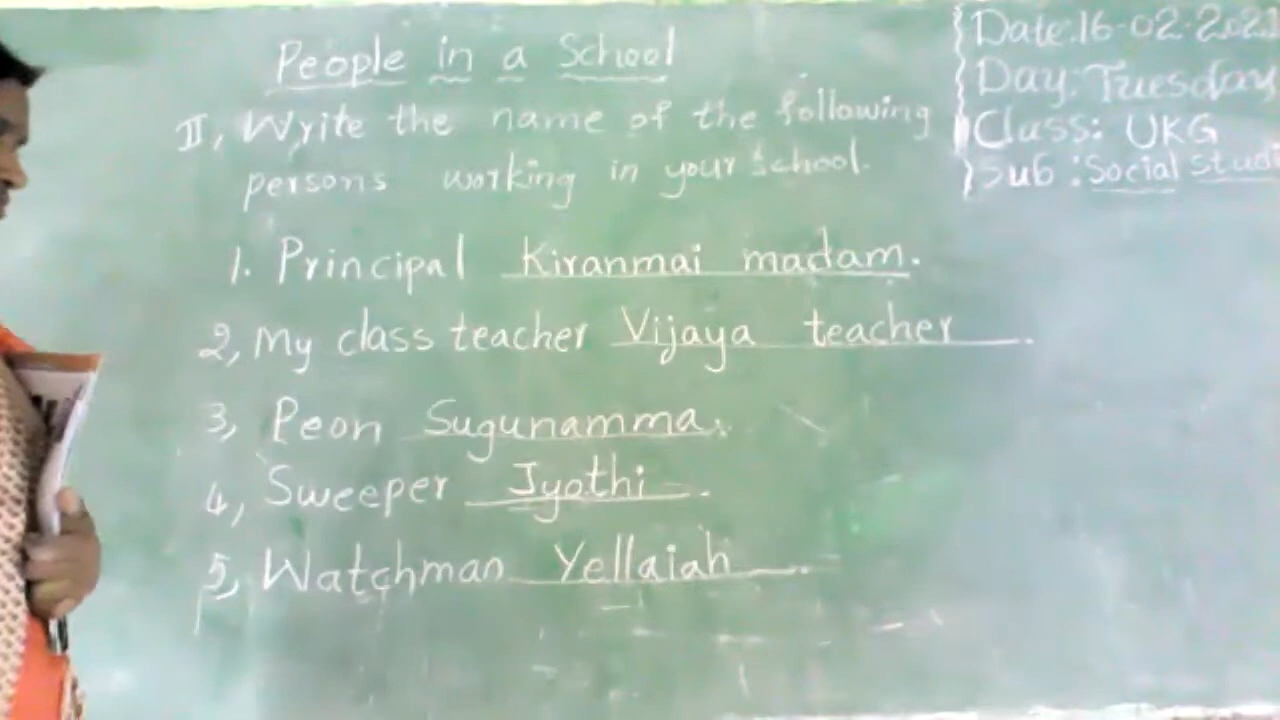 People in a School
II, Write the name of the following
persons working in your school.
1. Principal Kiranmai madam.
2, My class teacher Vijaya teacher.
3, Peon Sugunamma.
4, Sweeper Jyothi.
5, Watchman Yellaiah.
Date:16-02-2021
Day: Tuesday
Class: UKG
Sub : Social Studi